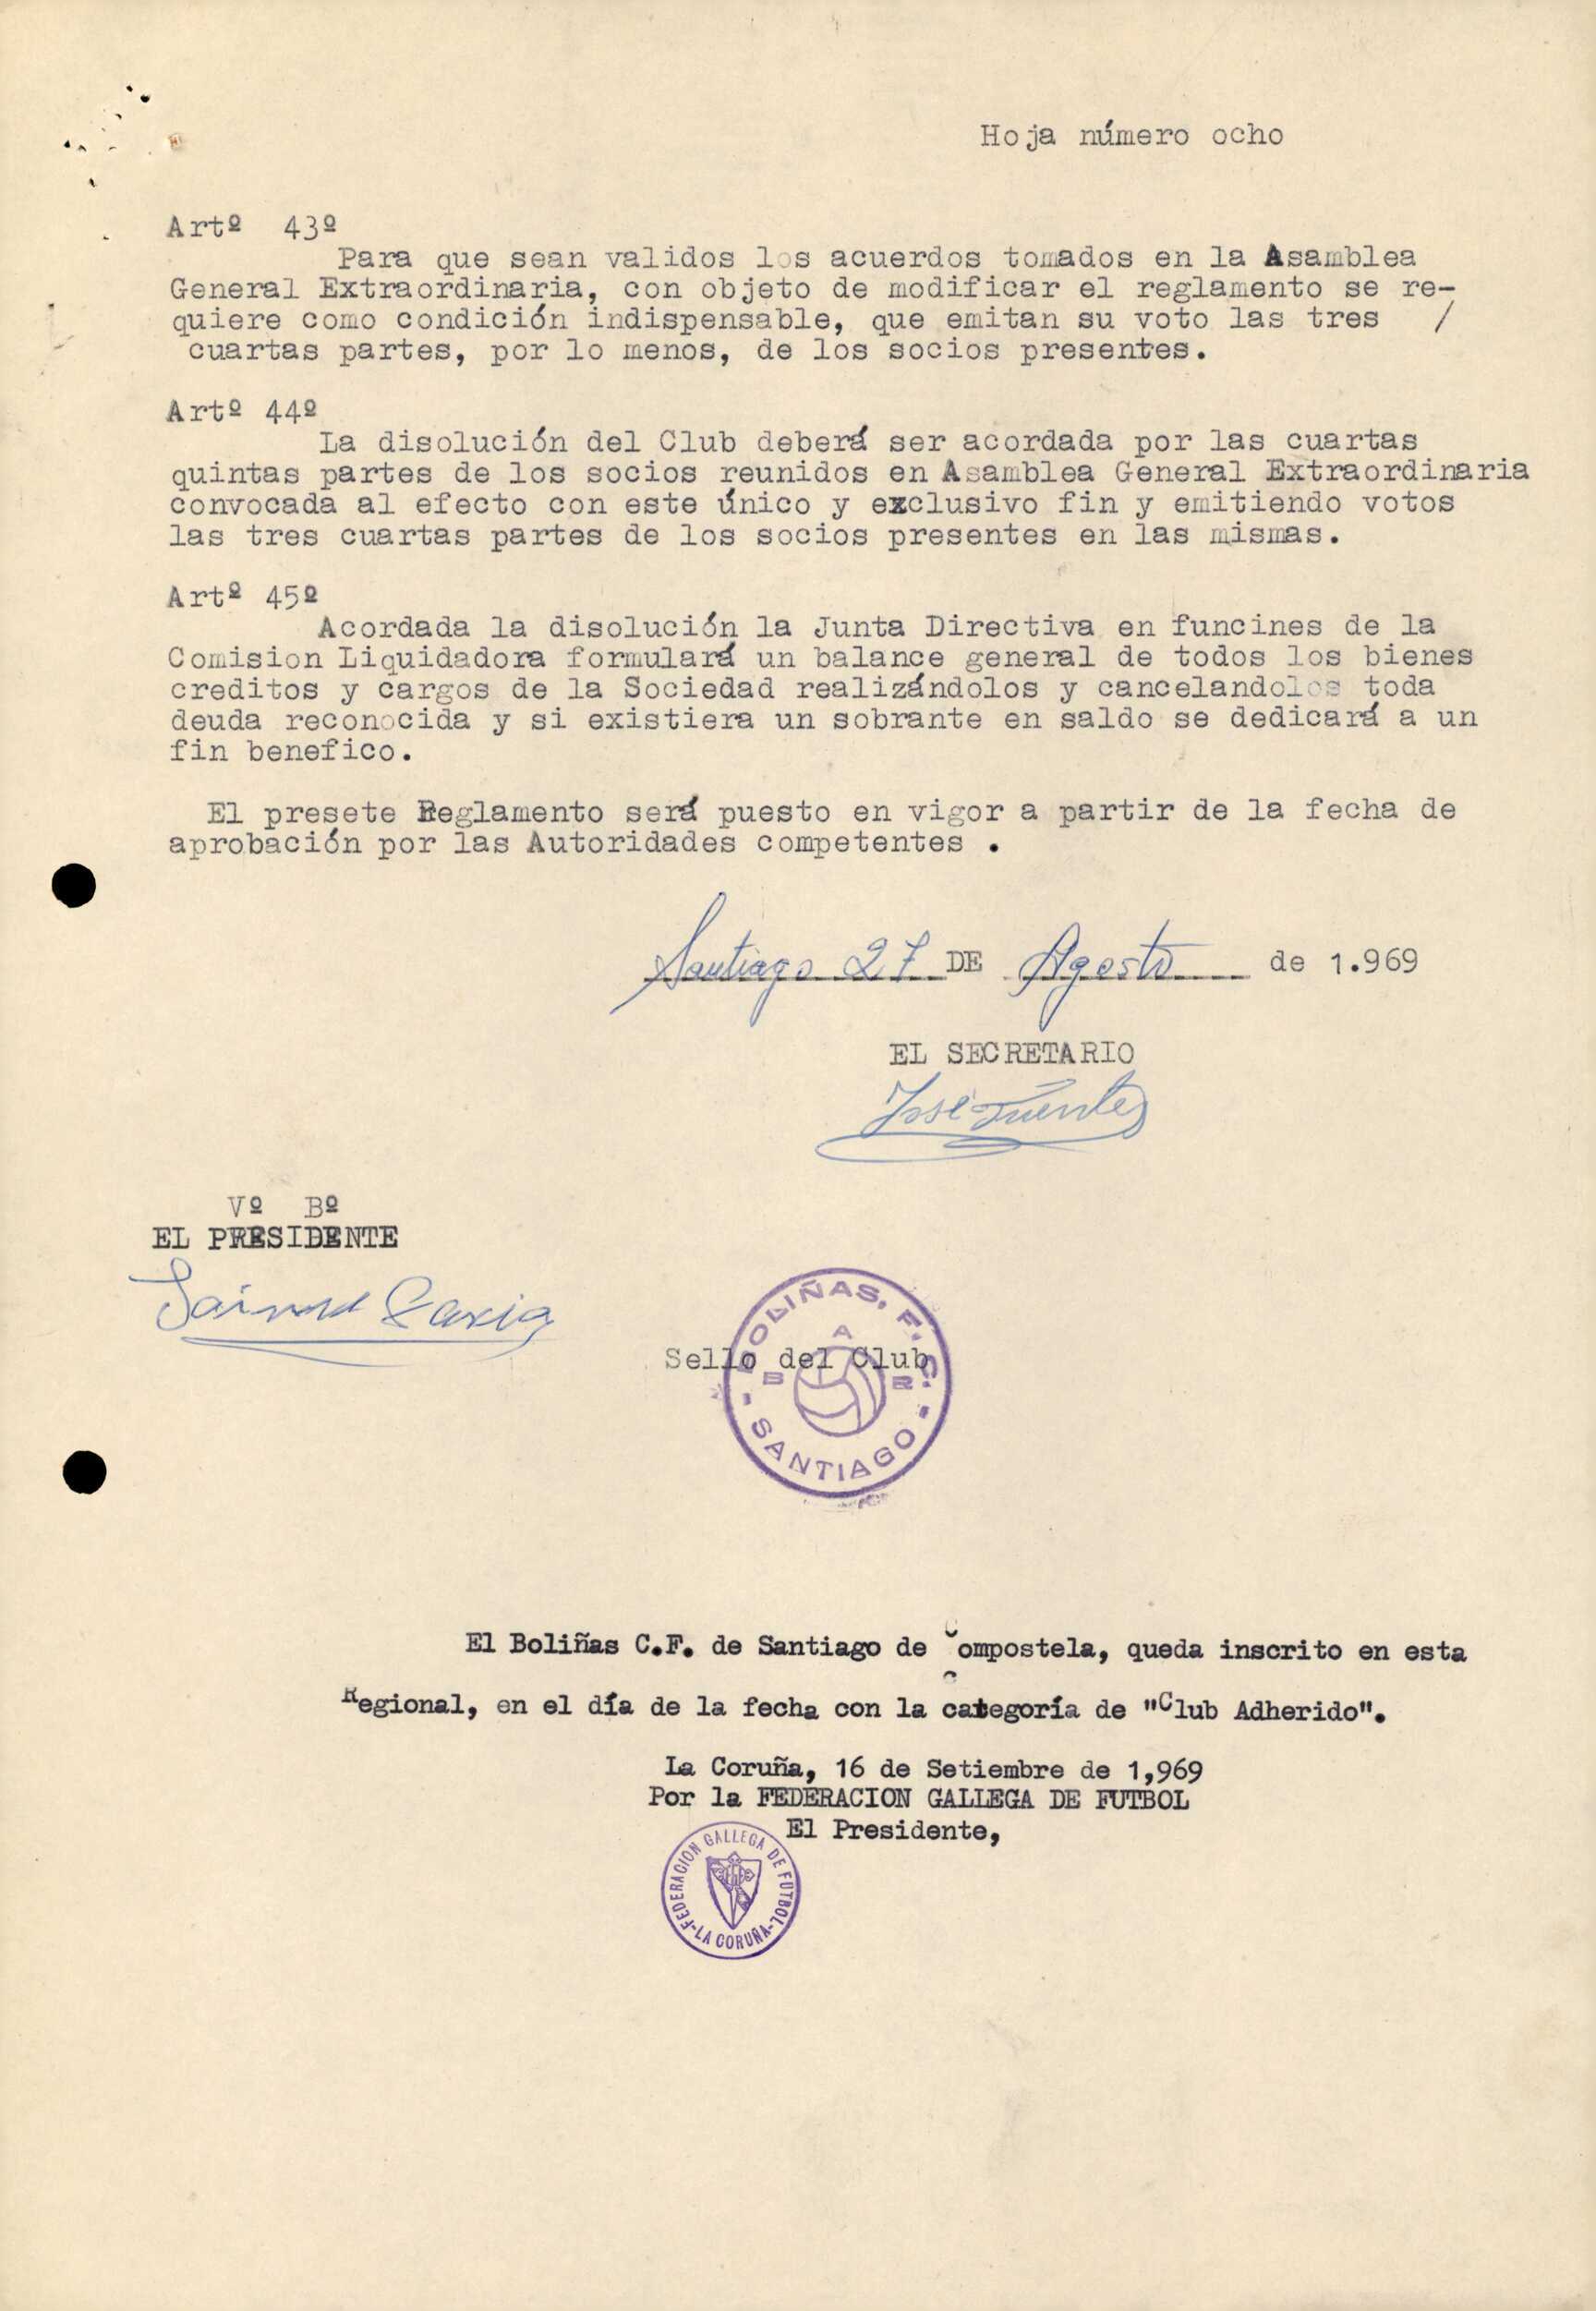 Hoja número ocho
Artº 43º
Para que sean validos los acuerdos tomados en la Asamblea
General Extraordinaria, con objeto de modificar el reglamento se re-
quiere como condición indispensable, que emitan su voto las tres /
cuartas partes, por lo menos, de los socios presentes.
Artº 44º
La disolución del Club deberá ser acordada por las cuartas
quintas partes de los socios reunidos en Asamblea General Extraordinaria
convocada al efecto con este único y exclusivo fin y emitiendo votos
las tres cuartas partes de los socios presentes en las mismas.
Artº 45º
Acordada la disolución la Junta Directiva en funcines de la
Comision Liquidadora formulará un balance general de todos los bienes
creditos y cargos de la Sociedad realizándolos y cancelandolos toda
deuda reconocida y si existiera un sobrante en saldo se dedicará a un
fin benefico.
El presete Reglamento será puesto en vigor a partir de la fecha de
aprobación por las Autoridades competentes .
Santiago 27 DE Agosto de 1.969
EL SECRETARIO
José Fuentes
Vº Bº
EL PRESIDENTE
García
BOLIÑAS, F.C.
A
Sello del Club
B R
- SANTIAGO -
El Boliñas C.F. de Santiago de Compostela, queda inscrito en esta
Regional, en el día de la fecha con la categoría de "Club Adherido".
La Coruña, 16 de Setiembre de 1,969
Por la FEDERACION GALLEGA DE FUTBOL
El Presidente,
FEDERACION GALLEGA DE FUTBOL
-LA CORUÑA-